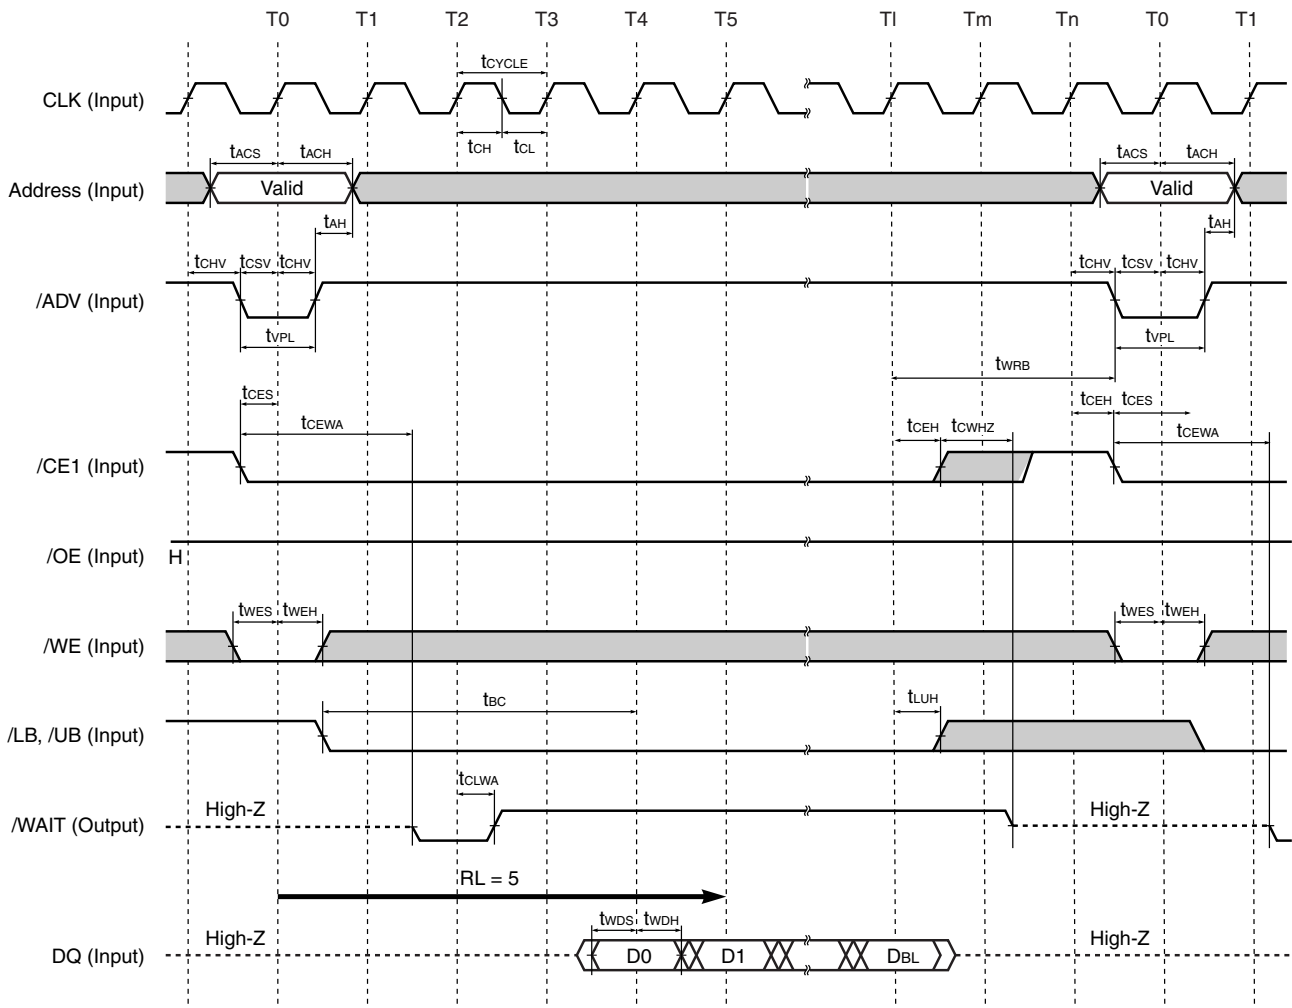 T0 T1 T2 T3 T4 T5 Tl Tm Tn T0 T1
tCYCLE
CLK (Input)
tCH tCL
tACS tACH tACS tACH
Address (Input) Valid Valid
tAH tAH
tCHV tCSV tCHV tCHV tCSV tCHV
/ADV (Input)
tVPL tVPL
tWRB
tCES tCEH tCES
tCEWA tCEH tCWHZ tCEWA
/CE1 (Input)
/OE (Input) H
tWES tWEH tWES tWEH
/WE (Input)
tBC tLUH
/LB, /UB (Input)
tCLWA
High-Z High-Z
/WAIT (Output)
RL = 5
tWDS tWDH
High-Z High-Z
DQ (Input) D0 D1 DBL